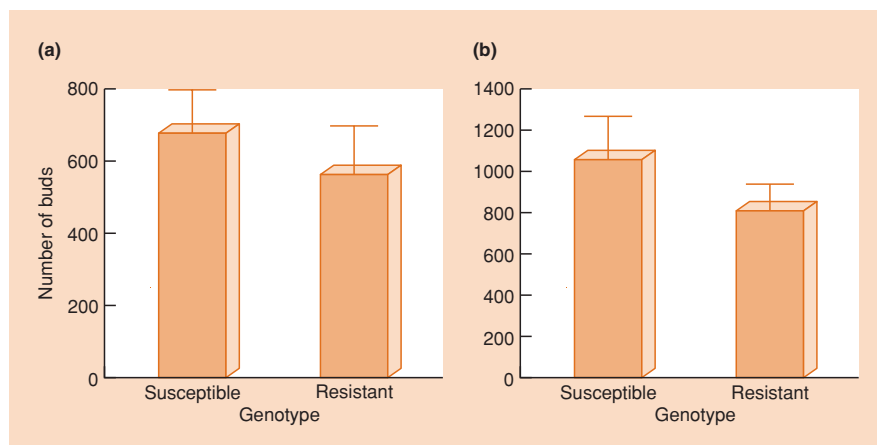 (a)
Number of buds
800
600
400
200
0
Susceptible Resistant
Genotype
(b)
1400
1200
1000
800
600
400
200
0
Susceptible Resistant
Genotype